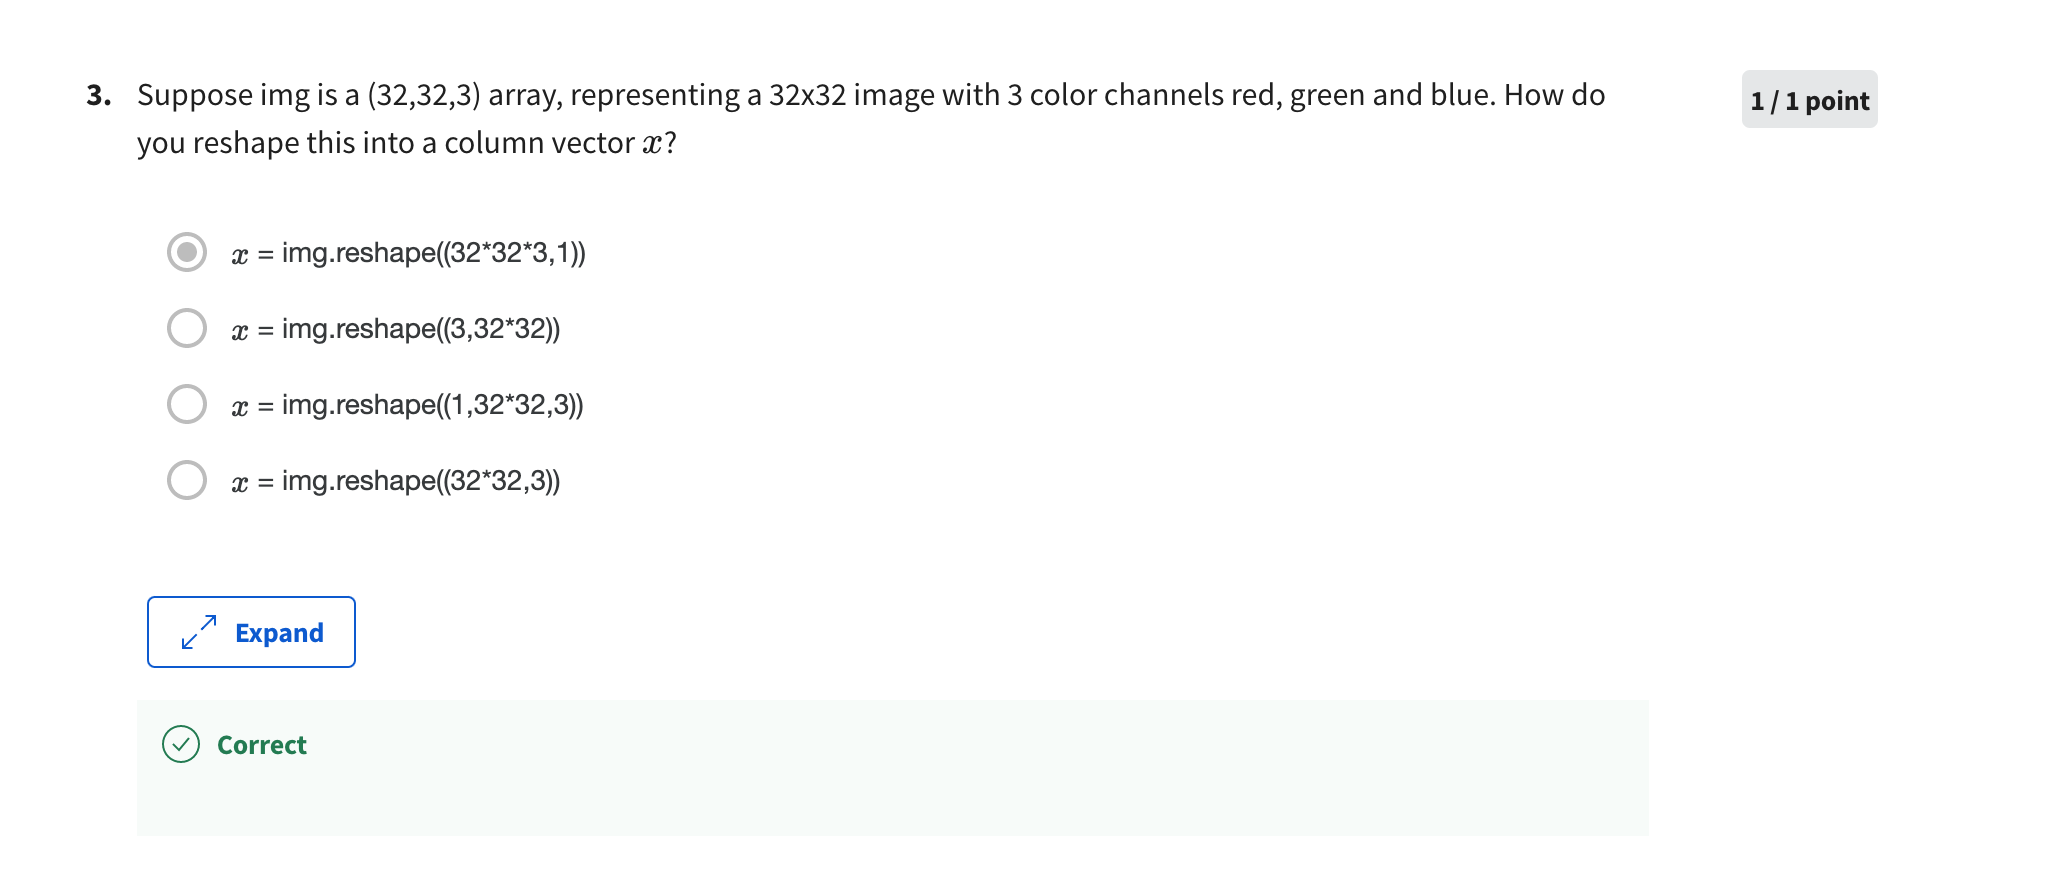 3. Suppose img is a (32,32,3) array, representing a 32x32 image with 3 color channels red, green and blue. How do
you reshape this into a column vector x?
1 / 1 point
x = img.reshape((32*32*3,1))
x = img.reshape((3,32*32))
x = img.reshape((1,32*32,3))
x = img.reshape((32*32,3))
Expand
Correct